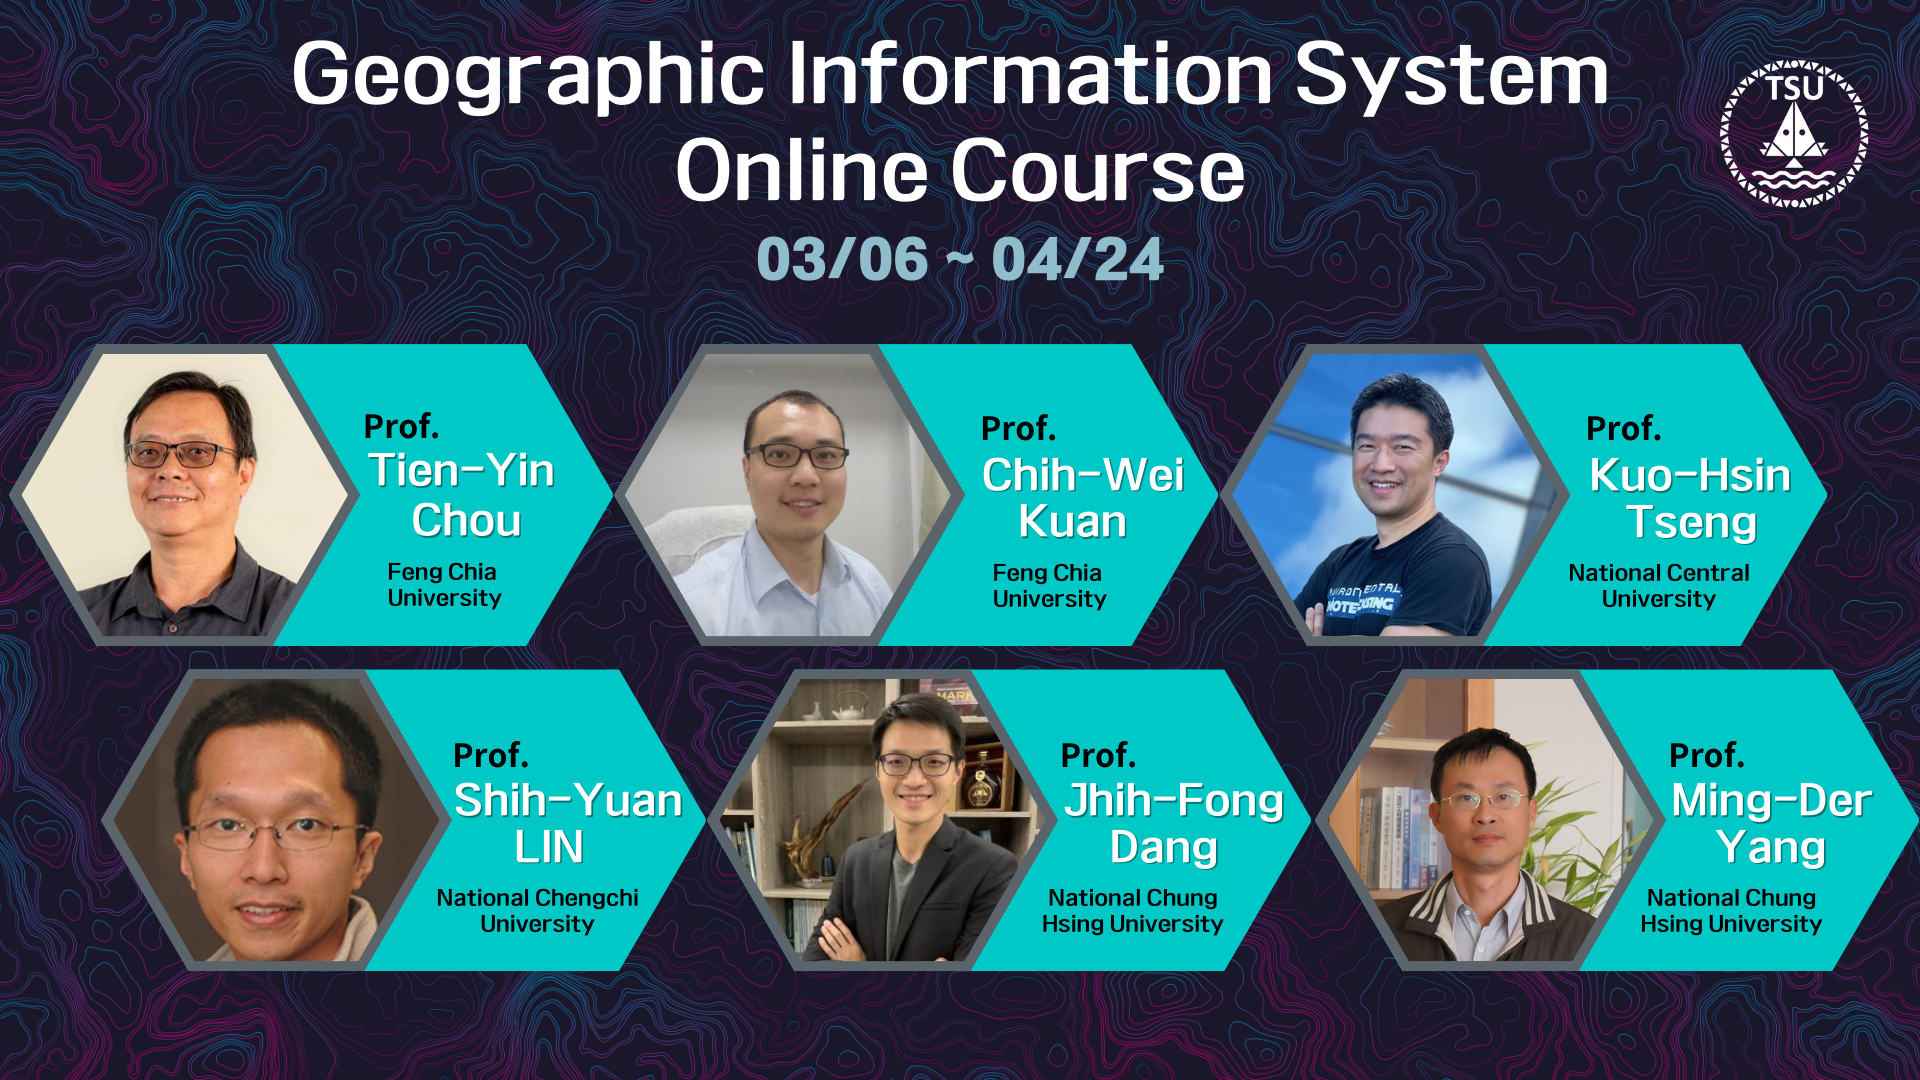 Geographic Information System
Online Course
03/06 ~ 04/24
TSU
Prof.
Tien-Yin
Chou
Feng Chia
University
Prof.
Chih-Wei
Kuan
Feng Chia
University
Prof.
Kuo-Hsin
Tseng
National Central
University
Prof.
Shih-Yuan
LIN
National Chengchi
University
MARK
Prof.
Jhih-Fong
Dang
National Chung
Hsing University
Prof.
Ming-Der
Yang
National Chung
Hsing University